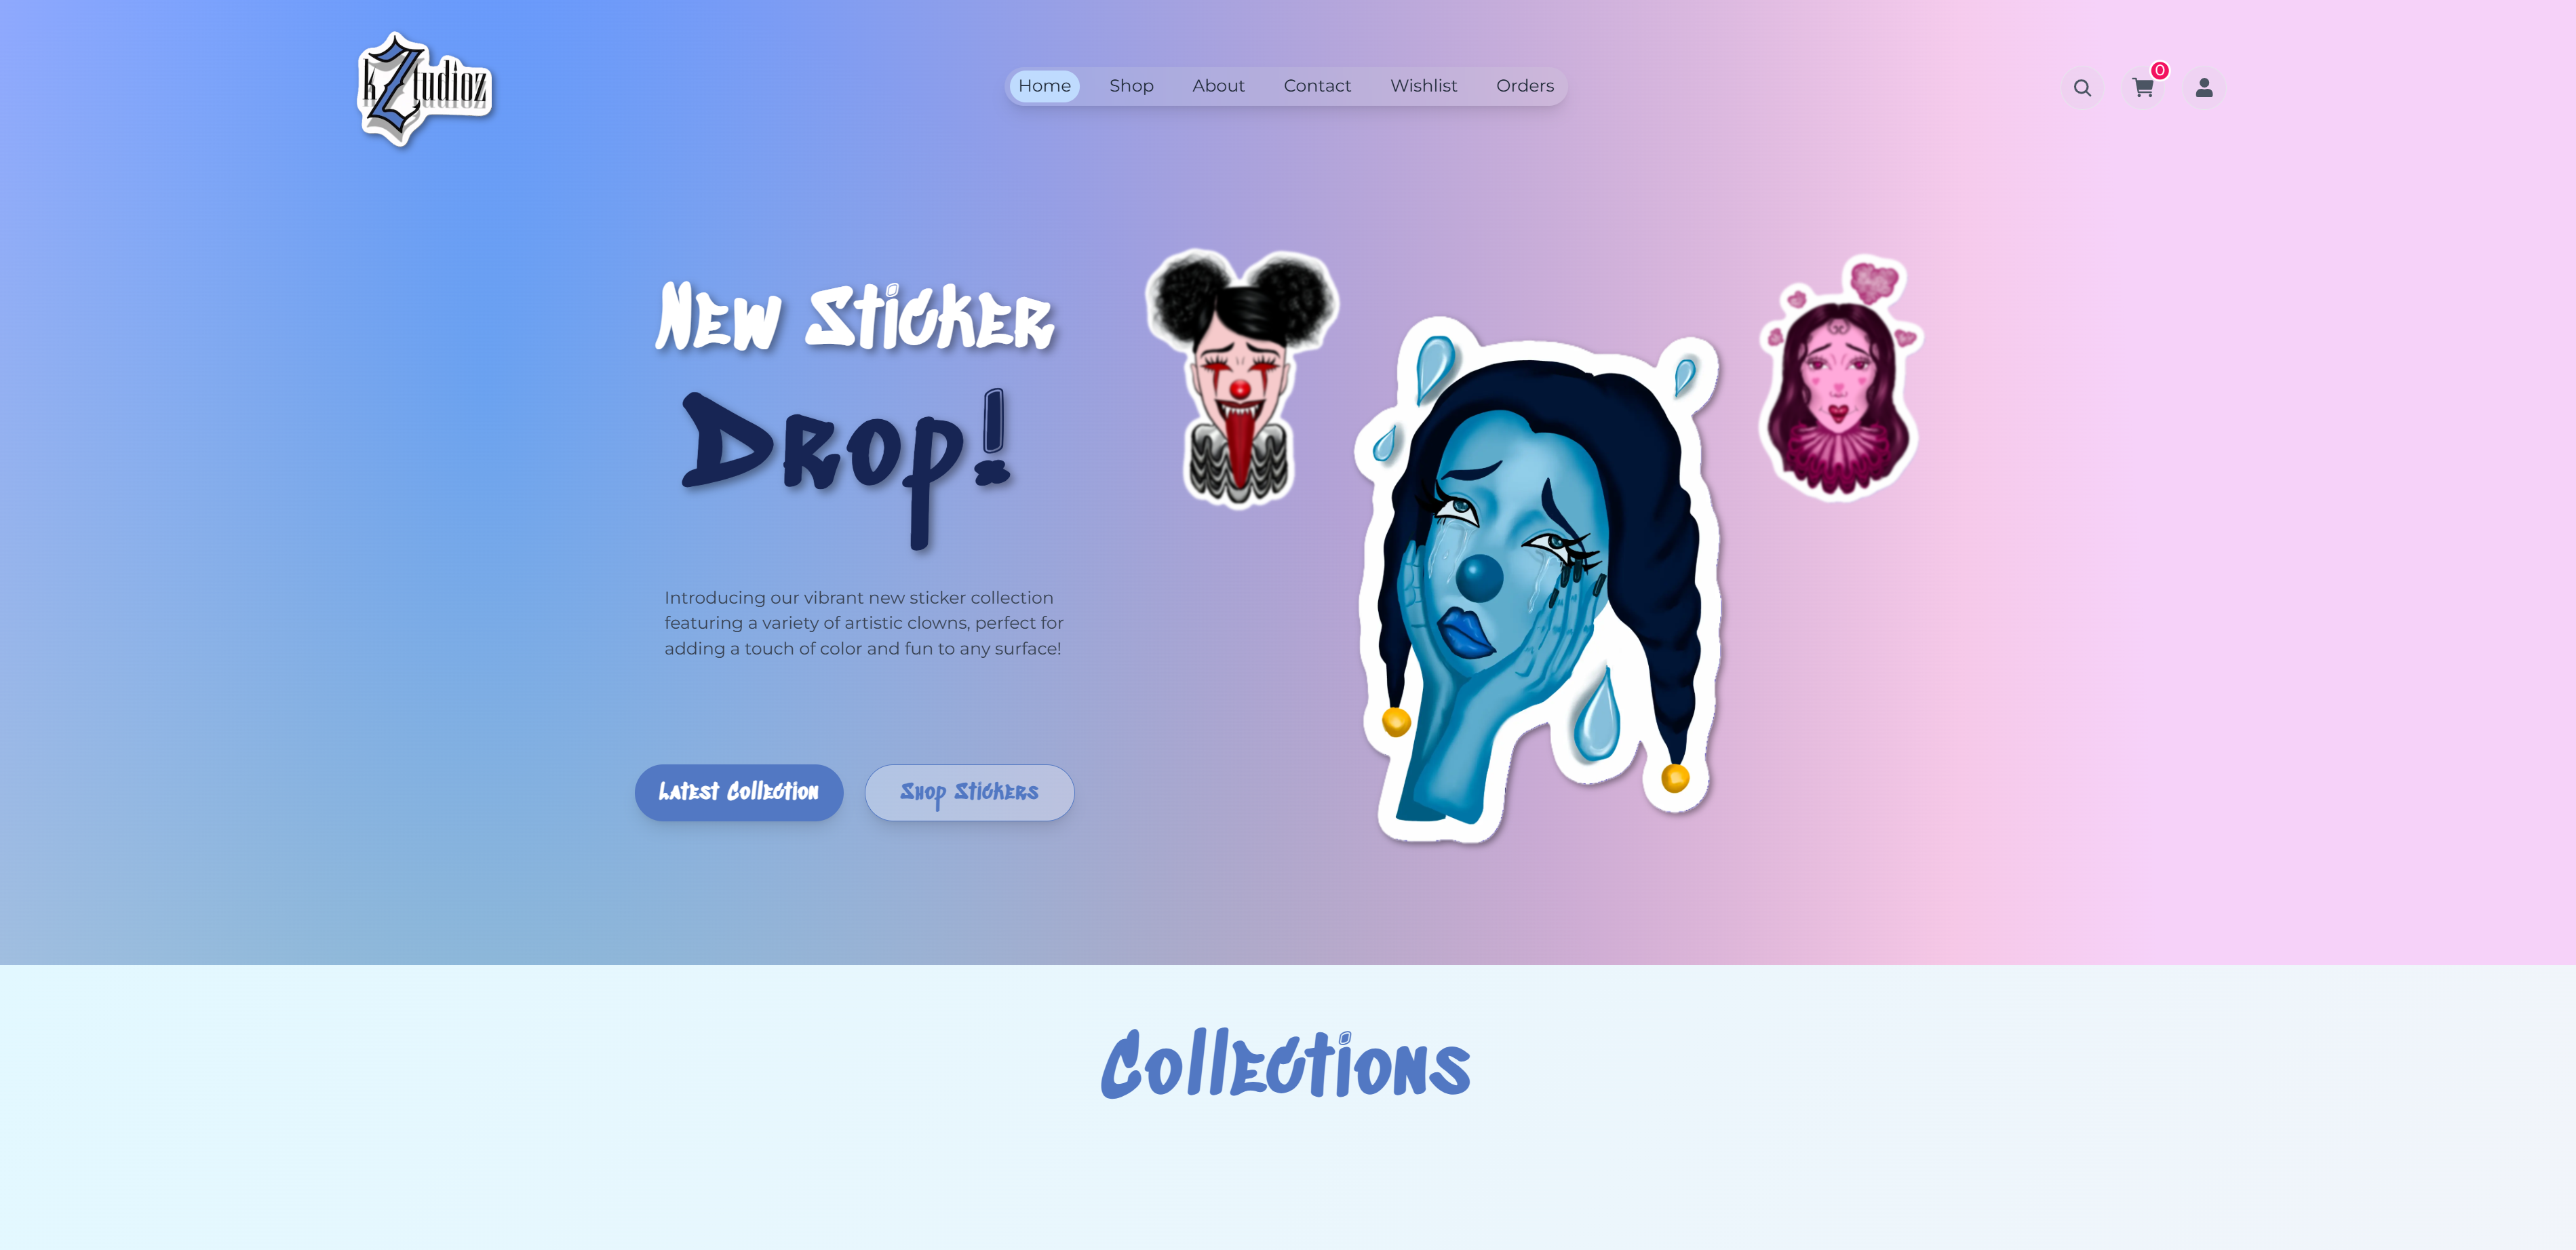 kZtudioz
Home Shop About Contact Wishlist Orders
0
New Sticker
Drop!
Introducing our vibrant new sticker collection
featuring a variety of artistic clowns, perfect for
adding a touch of color and fun to any surface!
Latest Collection
Shop Stickers
Collections